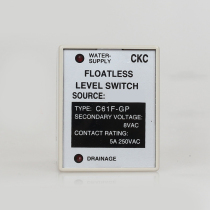 WATER- CKC
SUPPLY
FLOATLESS
LEVEL SWITCH
SOURCE:
TYPE: C61F-GP
SECONDARY VOLTAGE:
8VAC
CONTACT RATING:
5A 250VAC
DRAINAGE